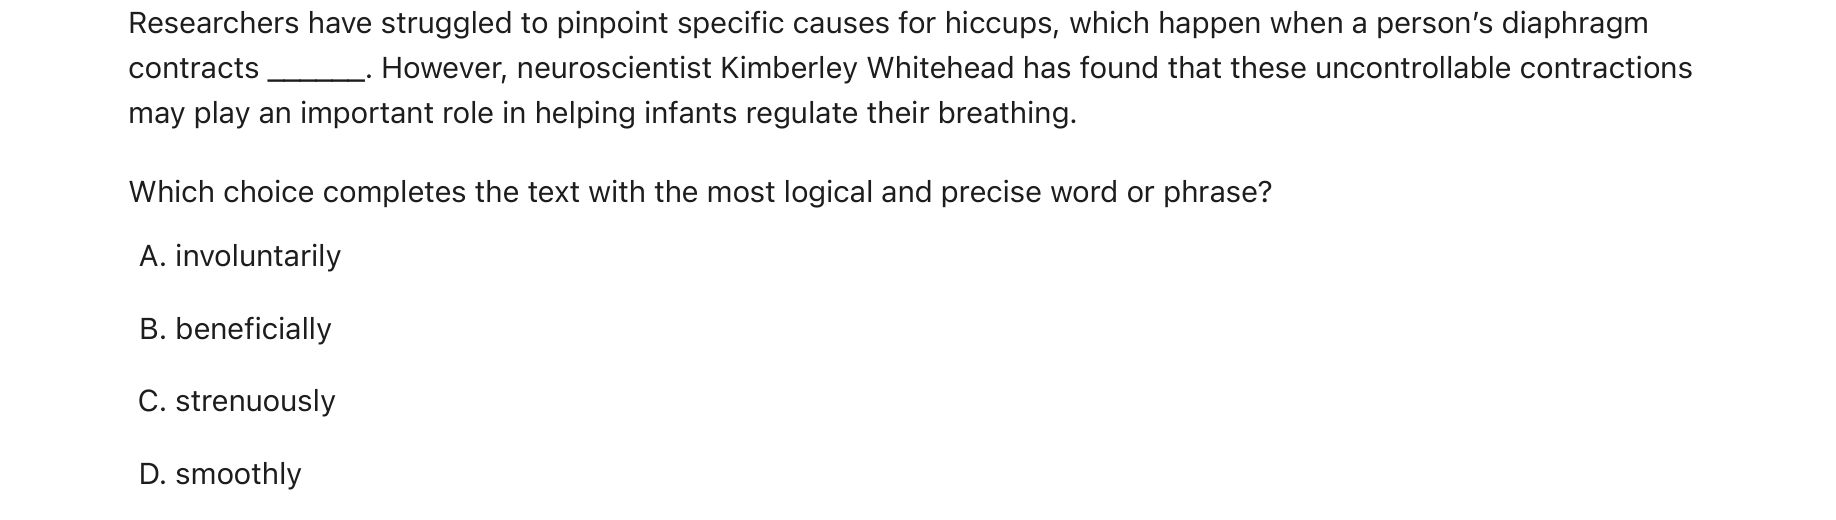 Researchers have struggled to pinpoint specific causes for hiccups, which happen when a person’s diaphragm
contracts ______. However, neuroscientist Kimberley Whitehead has found that these uncontrollable contractions
may play an important role in helping infants regulate their breathing.
Which choice completes the text with the most logical and precise word or phrase?
A. involuntarily
B. beneficially
C. strenuously
D. smoothly